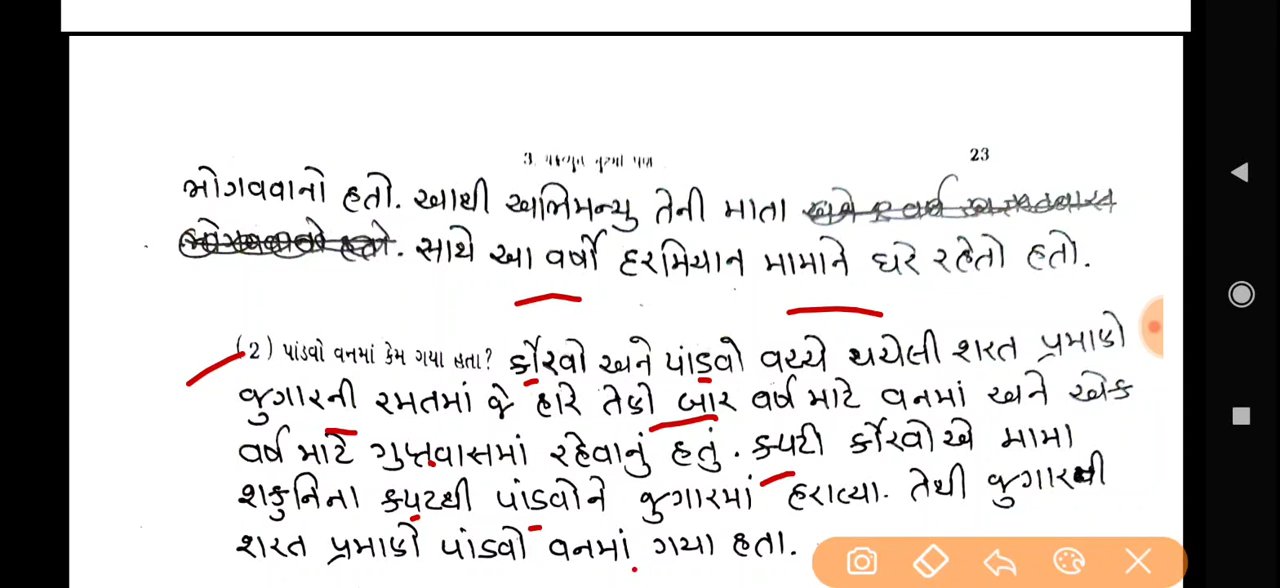 23
ભોગવવાનો હતો. આથી અભિમન્યુ તેની માતા
સાથે આ વર્ષો દરમિયાન મામાને ઘરે રહેતો હતો.
(2) પાંડવો વનમાં કેમ ગયા હતા? કૌરવો અને પાંડવો વચ્ચે થયેલી શરત પ્રમાણે
જુગારની રમતમાં જે હારે તેણે બાર વર્ષ માટે વનમાં અને એક
વર્ષ માટે ગુપ્તવાસમાં રહેવાનું હતું. કપટી કૌરવોએ મામા
શકુનિના કપટથી પાંડવોને જુગારમાં હરાવ્યા. તેથી જુગારની
શરત પ્રમાણે પાંડવો વનમાં ગયા હતા.